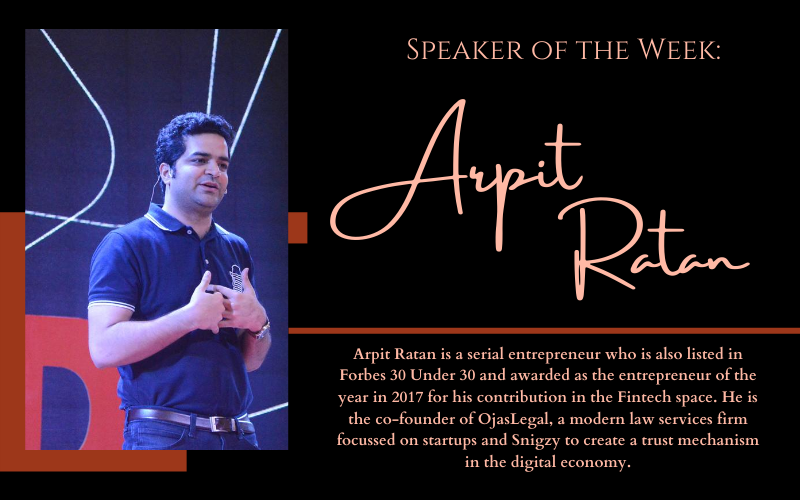 Speaker of the Week:
Arpit
Ratan
Arpit Ratan is a serial entrepreneur who is also listed in
Forbes 30 Under 30 and awarded as the entrepreneur of the
year in 2017 for his contribution in the Fintech space. He is
the co-founder of OjasLegal, a modern law services firm
focussed on startups and Snigzy to create a trust mechanism
in the digital economy.